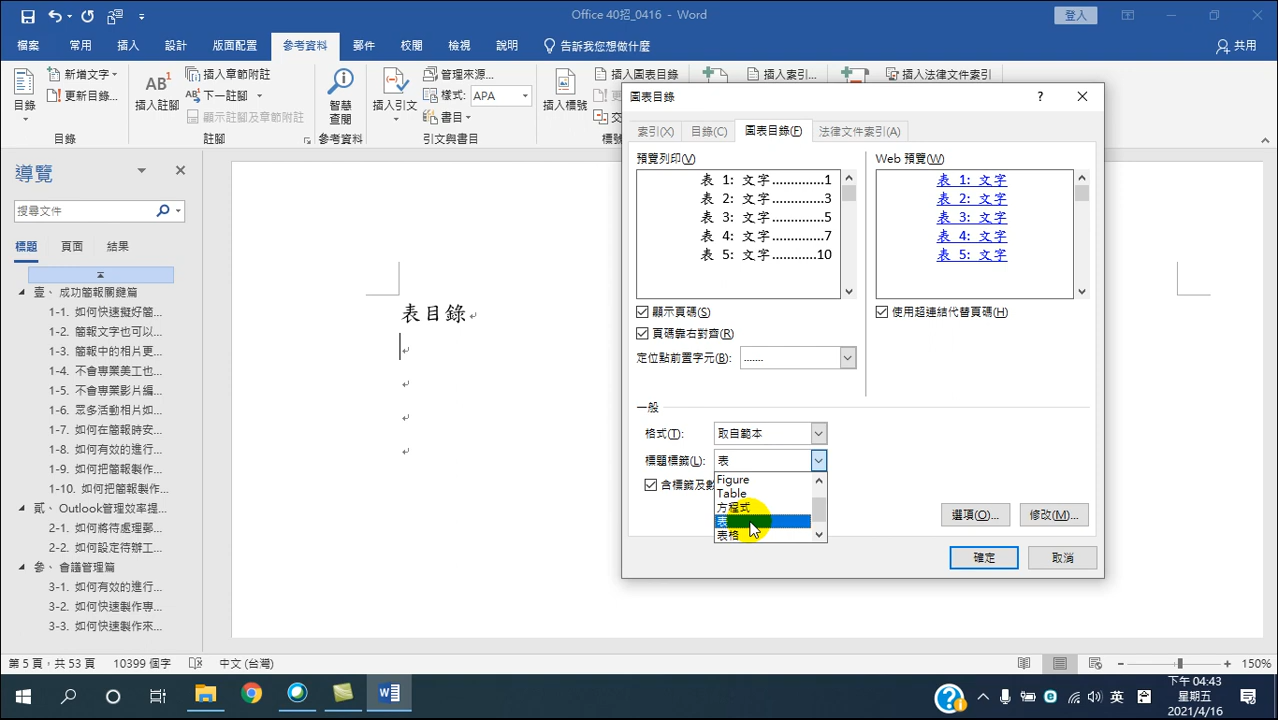 Office 40招_0416 - Word
登入
檔案 常用 插入 設計 版面配置 參考資料 郵件 校閱 檢視 說明 告訴我您想做什麼 共用
目錄
新增文字
更新目錄...
目錄
AB
插入註腳
插入章節附註
下一註腳
顯示註腳及章節附註
註腳
智慧
查閱
參考資料
插入引文
管理來源...
樣式: APA
書目
引文與書目
插入標號
插入圖表目錄
插入索引...
插入法律文件索引
導覽
搜尋文件
標題 頁面 結果
壹、 成功簡報關鍵篇
1-1. 如何快速擬好簡...
1-2. 簡報文字也可以...
1-3. 簡報中的相片更...
1-4. 不會專業美工也...
1-5. 不會專業影片編...
1-6. 眾多活動相片如...
1-7. 如何在簡報時安...
1-8. 如何有效的進行...
1-9. 如何把簡報製作...
1-10. 如何把簡報製作...
貳、 Outlook管理效率提...
2-1. 如何將待處理郵...
2-2. 如何設定待辦工...
參、 會議管理篇
3-1. 如何有效的進行...
3-2. 如何快速製作專...
3-3. 如何快速製作來...
表目錄
圖表目錄
?
索引(X) 目錄(C) 圖表目錄(F) 法律文件索引(A)
預覽列印(V)
表 1: 文字.............1
表 2: 文字.............3
表 3: 文字.............5
表 4: 文字.............7
表 5: 文字............10
Web 預覽(W)
表 1: 文字
表 2: 文字
表 3: 文字
表 4: 文字
表 5: 文字
顯示頁碼(S)
頁碼靠右對齊(R)
定位點前置字元(B): .......
使用超連結代替頁碼(H)
一般
格式(T): 取自範本
標題標籤(L): 表
含標籤及數
Figure
Table
方程式
表
表格
選項(O)...
修改(M)...
確定
取消
第 5 頁，共 53 頁 10399 個字 中文 (台灣) 150%
英
下午 04:43
星期五
2021/4/16